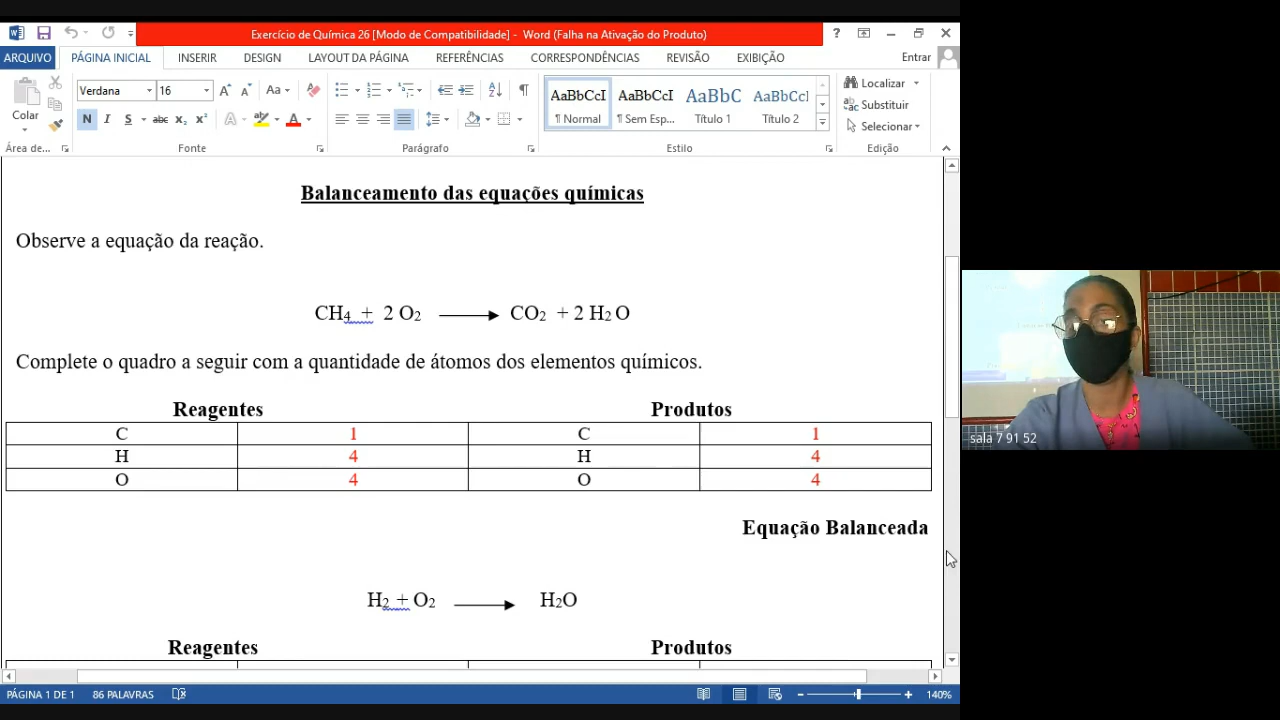 Exercício de Química 26 [Modo de Compatibilidade] - Word (Falha na Ativação do Produto)
ARQUIVO PÁGINA INICIAL INSERIR DESIGN LAYOUT DA PÁGINA REFERÊNCIAS CORRESPONDÊNCIAS REVISÃO EXIBIÇÃO Entrar
Verdana 16 Aa AaBbCcI AaBbCcI AaBbC AaBbCcI Localizar
Colar N I S abc x₂ x² A A ¶ Normal ¶ Sem Esp... Título 1 Título 2 Substituir
Selecionar
Área de... Fonte Parágrafo Estilo Edição
Balanceamento das equações químicas
Observe a equação da reação.
CH4 + 2 O2 → CO2 + 2 H2 O
Complete o quadro a seguir com a quantidade de átomos dos elementos químicos.
Reagentes Produtos
C 1 C 1
H 4 H 4
O 4 O 4
Equação Balanceada
H2 + O2 → H2O
Reagentes Produtos
PÁGINA 1 DE 1 86 PALAVRAS 140%
sala 7 91 52